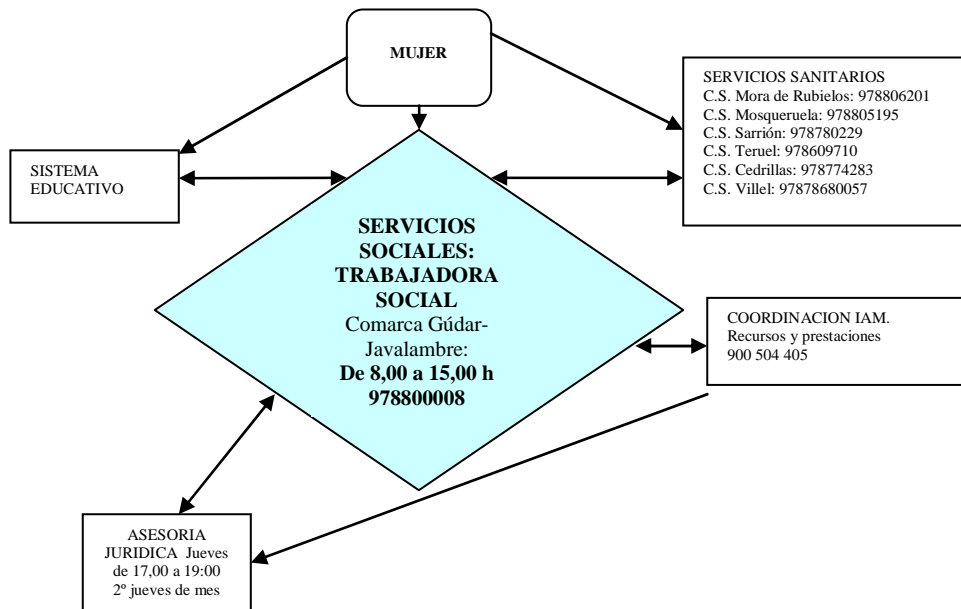 MUJER
SERVICIOS SANITARIOS
C.S. Mora de Rubielos: 978806201
C.S. Mosqueruela: 978805195
C.S. Sarrión: 978780229
C.S. Teruel: 978609710
C.S. Cedrillas: 978774283
C.S. Villel: 97878680057
SISTEMA
EDUCATIVO
SERVICIOS
SOCIALES:
TRABAJADORA
SOCIAL
Comarca Gúdar-
Javalambre:
De 8,00 a 15,00 h
978800008
COORDINACION IAM.
Recursos y prestaciones
900 504 405
ASESORIA
JURIDICA Jueves
de 17,00 a 19:00
2º jueves de mes